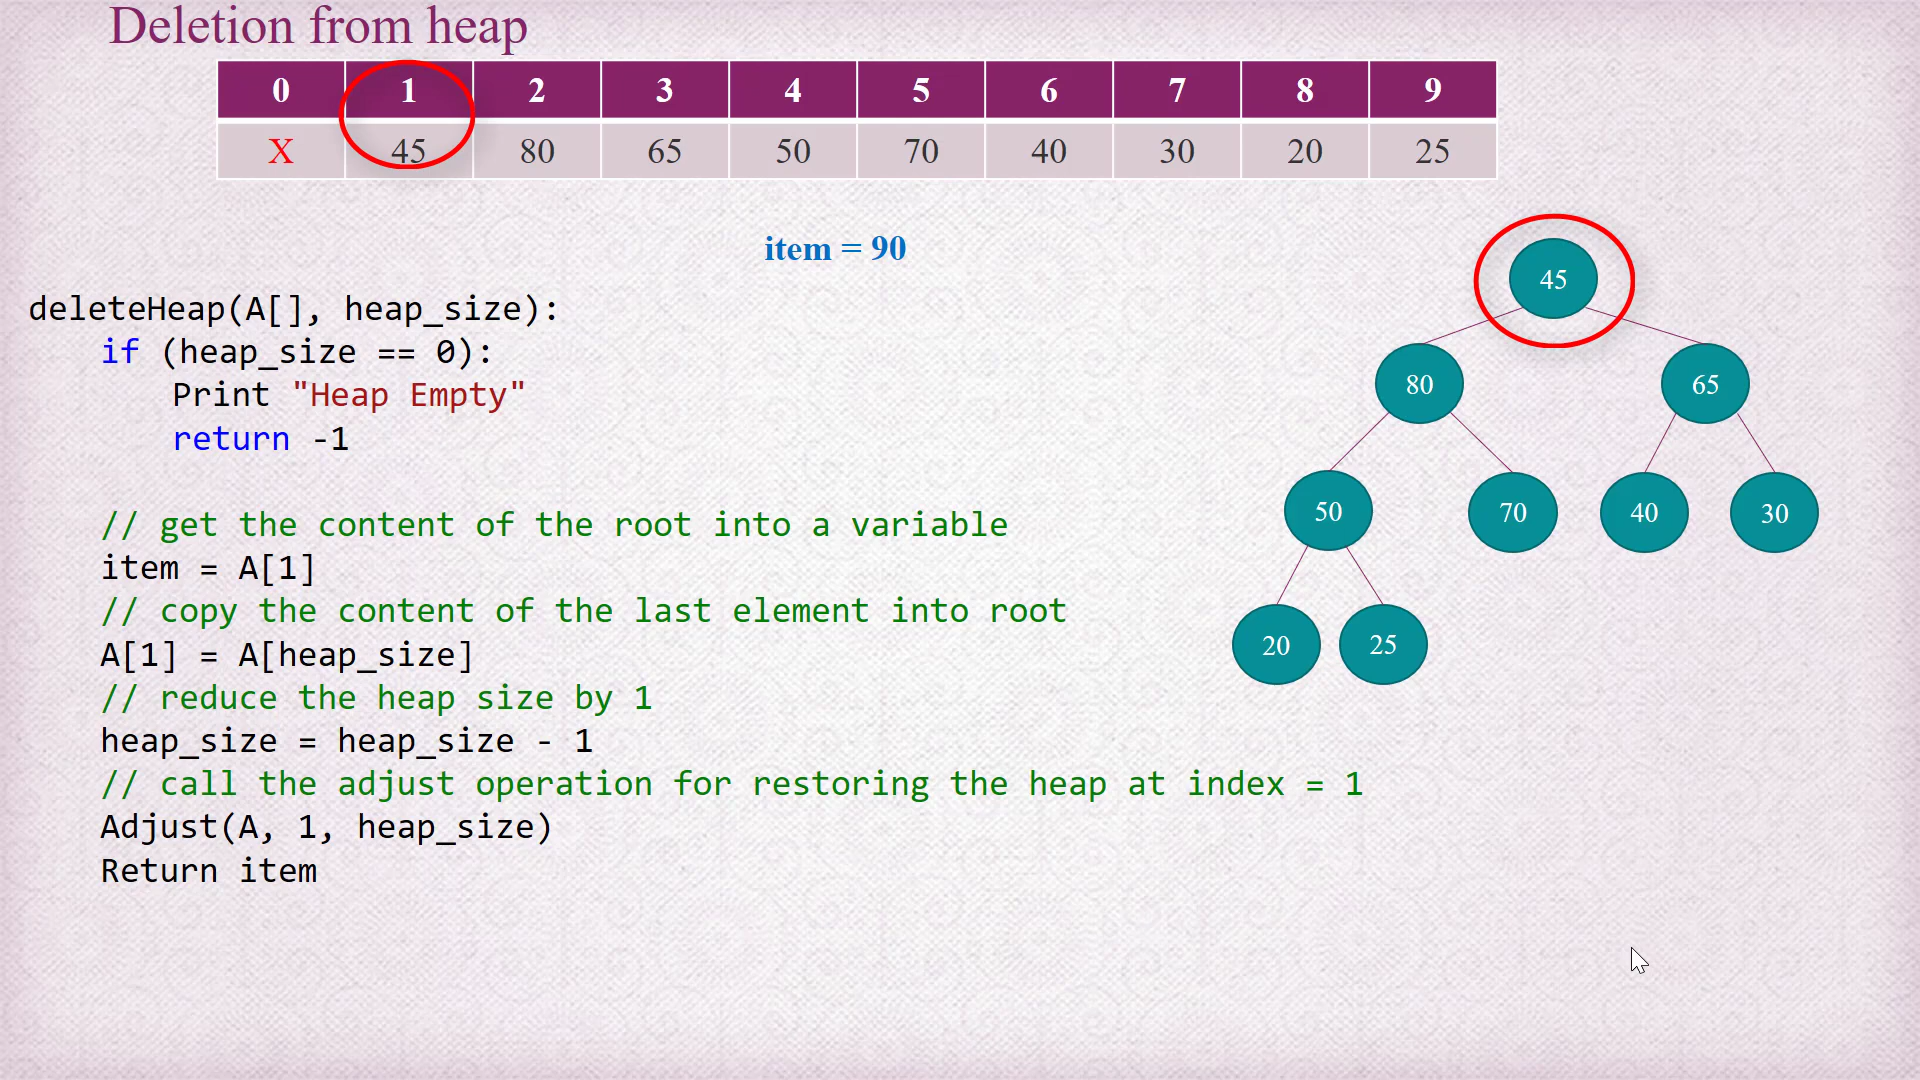 Deletion from heap
0 1 2 3 4 5 6 7 8 9
X 45 80 65 50 70 40 30 20 25
item = 90
deleteHeap(A[], heap_size):
if (heap_size == 0):
Print "Heap Empty"
return -1
// get the content of the root into a variable
item = A[1]
// copy the content of the last element into root
A[1] = A[heap_size]
// reduce the heap size by 1
heap_size = heap_size - 1
// call the adjust operation for restoring the heap at index = 1
Adjust(A, 1, heap_size)
Return item
45
80 65
50 70 40 30
20 25